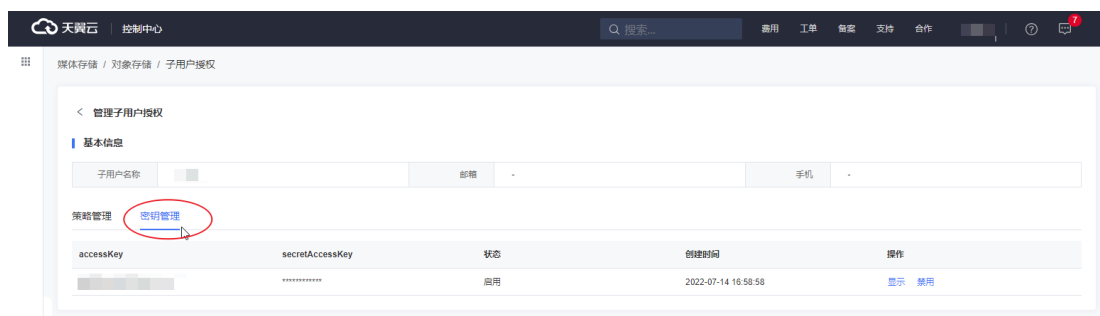 天翼云 控制中心 搜索... 费用 工单 备案 支持 合作 7
媒体存储 / 对象存储 / 子用户授权
< 管理子用户授权
基本信息
子用户名称 邮箱 - 手机 -
策略管理 密钥管理
accessKey secretAccessKey 状态 创建时间 操作
************ 启用 2022-07-14 16:58:58 显示 禁用